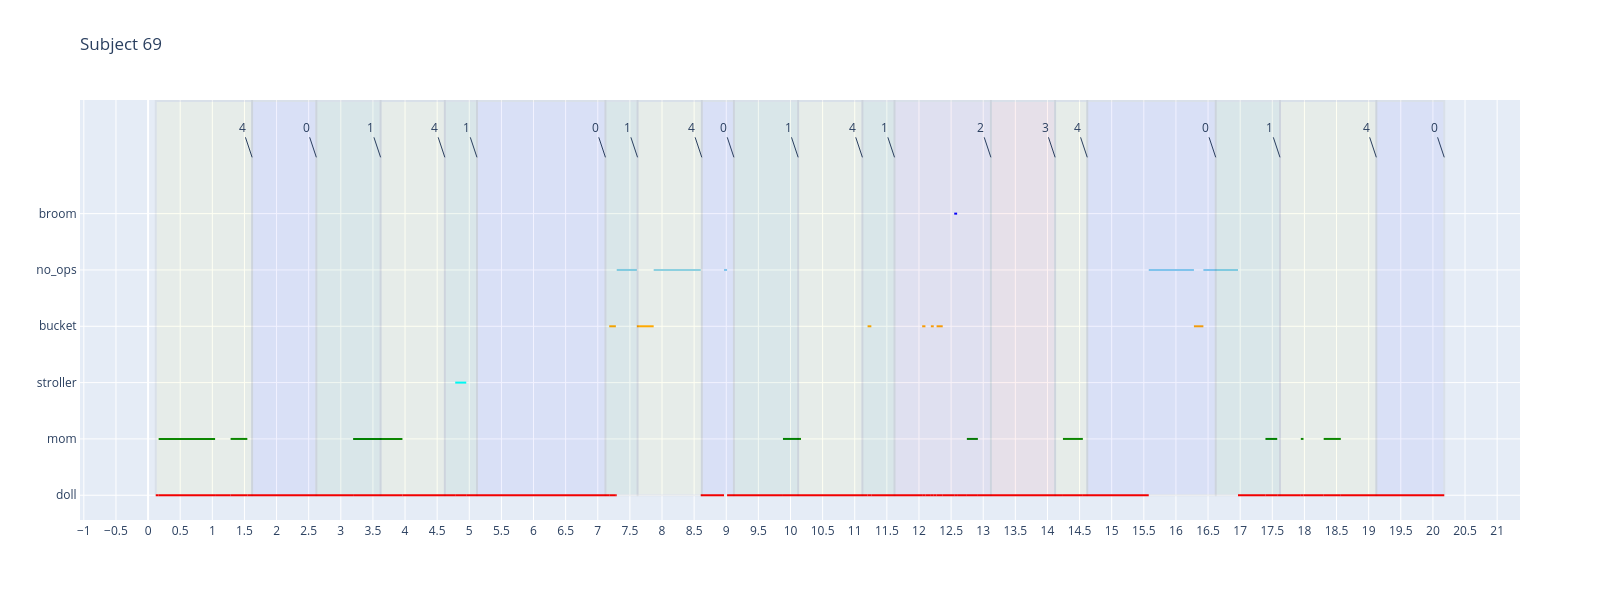 Subject 69
4 0 1 4 1 0 1 4 0 1 4 1 2 3 4 0 1 4 0
broom
no_ops
bucket
stroller
mom
doll
−1 −0.5 0 0.5 1 1.5 2 2.5 3 3.5 4 4.5 5 5.5 6 6.5 7 7.5 8 8.5 9 9.5 10 10.5 11 11.5 12 12.5 13 13.5 14 14.5 15 15.5 16 16.5 17 17.5 18 18.5 19 19.5 20 20.5 21